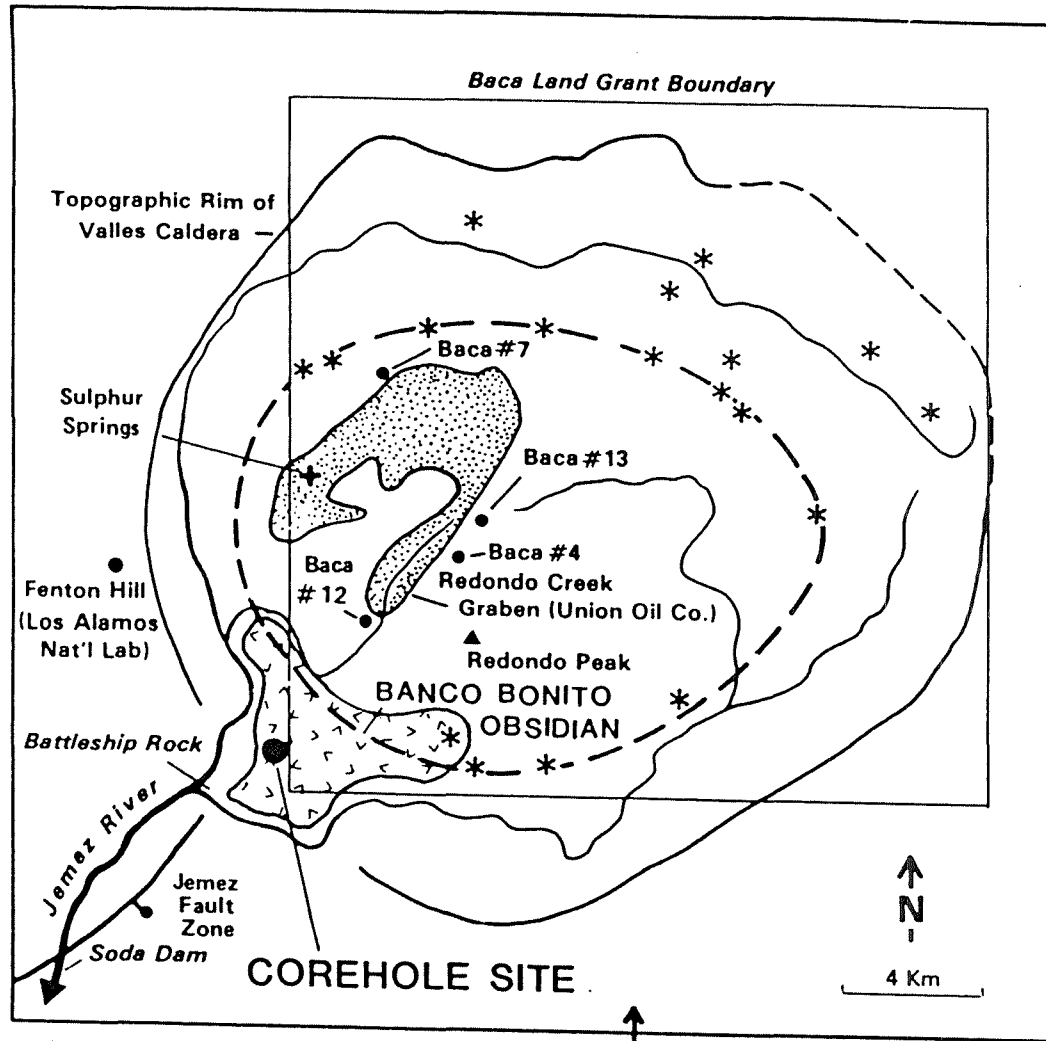 Baca Land Grant Boundary
Topographic Rim of
Valles Caldera
Baca #7
Sulphur
Springs
Baca #13
Baca
#12
Baca #4
Fenton Hill
(Los Alamos
Nat'l Lab)
Redondo Creek
Graben (Union Oil Co.)
Redondo Peak
BANCO BONITO
OBSIDIAN
Battleship Rock
Jemez River
Jemez
Fault
Zone
Soda Dam
COREHOLE SITE
N
4 Km